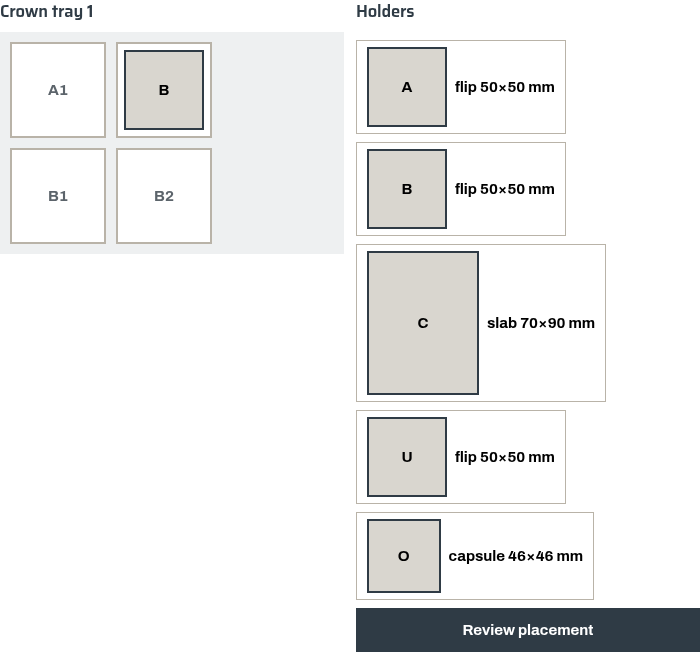 Crown tray 1
A1
B
B1
B2
Holders
A
flip 50×50 mm
B
flip 50×50 mm
C
slab 70×90 mm
U
flip 50×50 mm
O
capsule 46×46 mm
Review placement